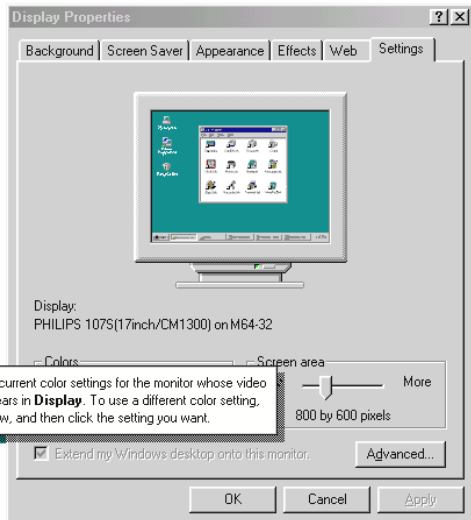 Display Properties
Background Screen Saver Appearance Effects Web Settings
Display:
PHILIPS 107S(17inch/CM1300) on M64-32
Colors Screen area
current color settings for the monitor whose video
ears in Display. To use a different color setting,
w, and then click the setting you want.
More
800 by 600 pixels
Extend my Windows desktop onto this monitor.
Advanced...
OK Cancel Apply